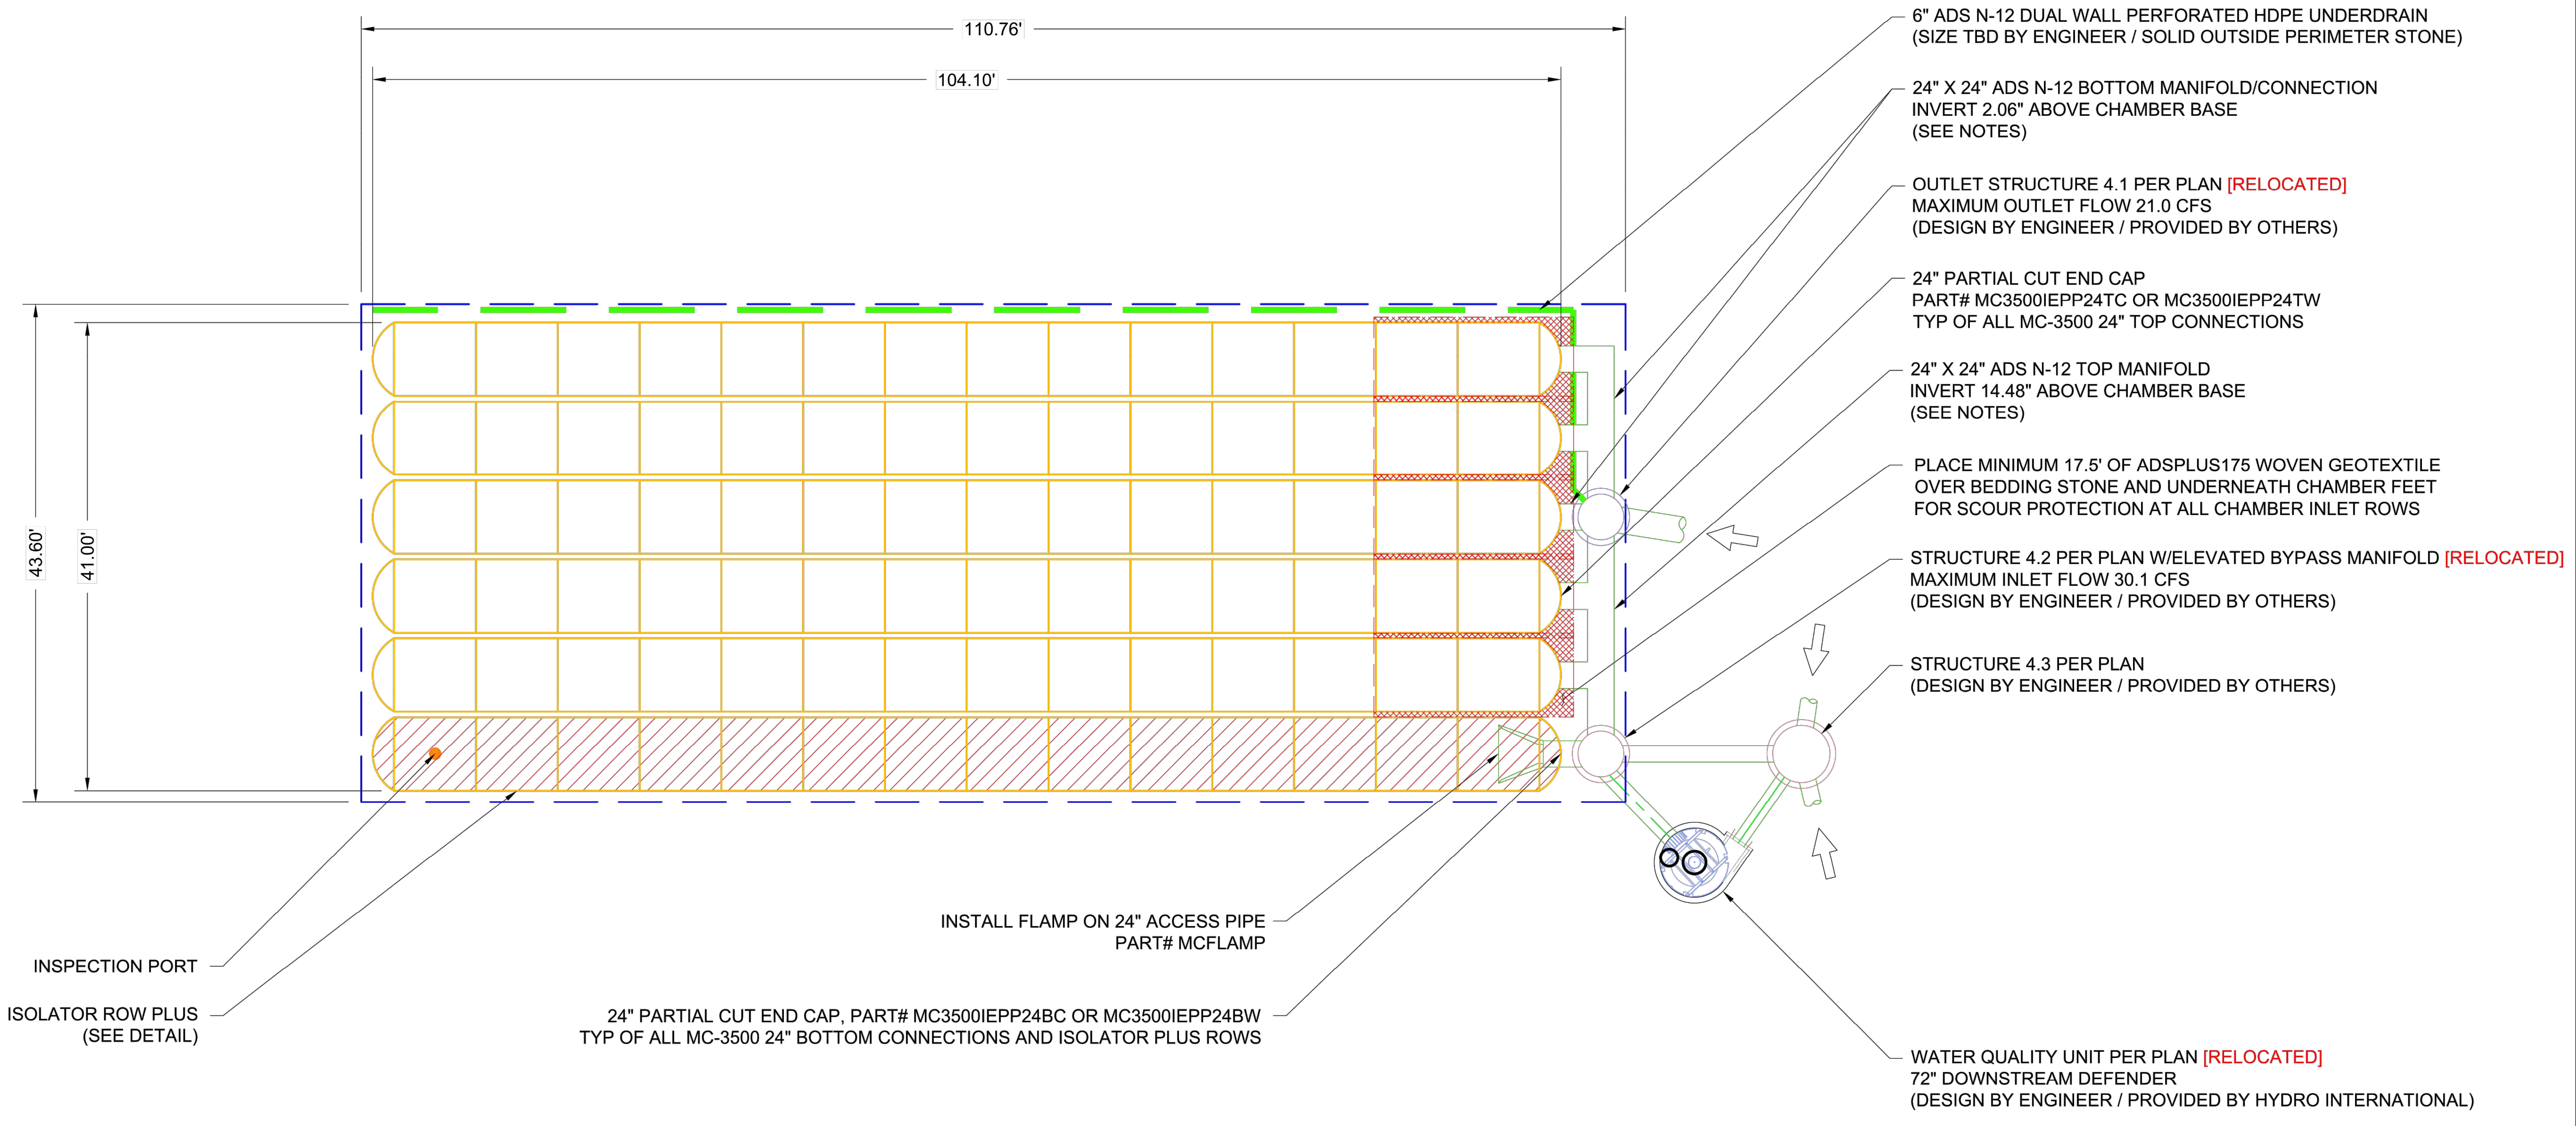 110.76'
104.10'
43.60'
41.00'
6" ADS N-12 DUAL WALL PERFORATED HDPE UNDERDRAIN
(SIZE TBD BY ENGINEER / SOLID OUTSIDE PERIMETER STONE)
24" X 24" ADS N-12 BOTTOM MANIFOLD/CONNECTION
INVERT 2.06" ABOVE CHAMBER BASE
(SEE NOTES)
OUTLET STRUCTURE 4.1 PER PLAN [RELOCATED]
MAXIMUM OUTLET FLOW 21.0 CFS
(DESIGN BY ENGINEER / PROVIDED BY OTHERS)
24" PARTIAL CUT END CAP
PART# MC3500IEPP24TC OR MC3500IEPP24TW
TYP OF ALL MC-3500 24" TOP CONNECTIONS
24" X 24" ADS N-12 TOP MANIFOLD
INVERT 14.48" ABOVE CHAMBER BASE
(SEE NOTES)
PLACE MINIMUM 17.5' OF ADSPLUS175 WOVEN GEOTEXTILE
OVER BEDDING STONE AND UNDERNEATH CHAMBER FEET
FOR SCOUR PROTECTION AT ALL CHAMBER INLET ROWS
STRUCTURE 4.2 PER PLAN W/ELEVATED BYPASS MANIFOLD [RELOCATED]
MAXIMUM INLET FLOW 30.1 CFS
(DESIGN BY ENGINEER / PROVIDED BY OTHERS)
STRUCTURE 4.3 PER PLAN
(DESIGN BY ENGINEER / PROVIDED BY OTHERS)
INSTALL FLAMP ON 24" ACCESS PIPE
PART# MCFLAMP
INSPECTION PORT
ISOLATOR ROW PLUS
(SEE DETAIL)
24" PARTIAL CUT END CAP, PART# MC3500IEPP24BC OR MC3500IEPP24BW
TYP OF ALL MC-3500 24" BOTTOM CONNECTIONS AND ISOLATOR PLUS ROWS
WATER QUALITY UNIT PER PLAN [RELOCATED]
72" DOWNSTREAM DEFENDER
(DESIGN BY ENGINEER / PROVIDED BY HYDRO INTERNATIONAL)